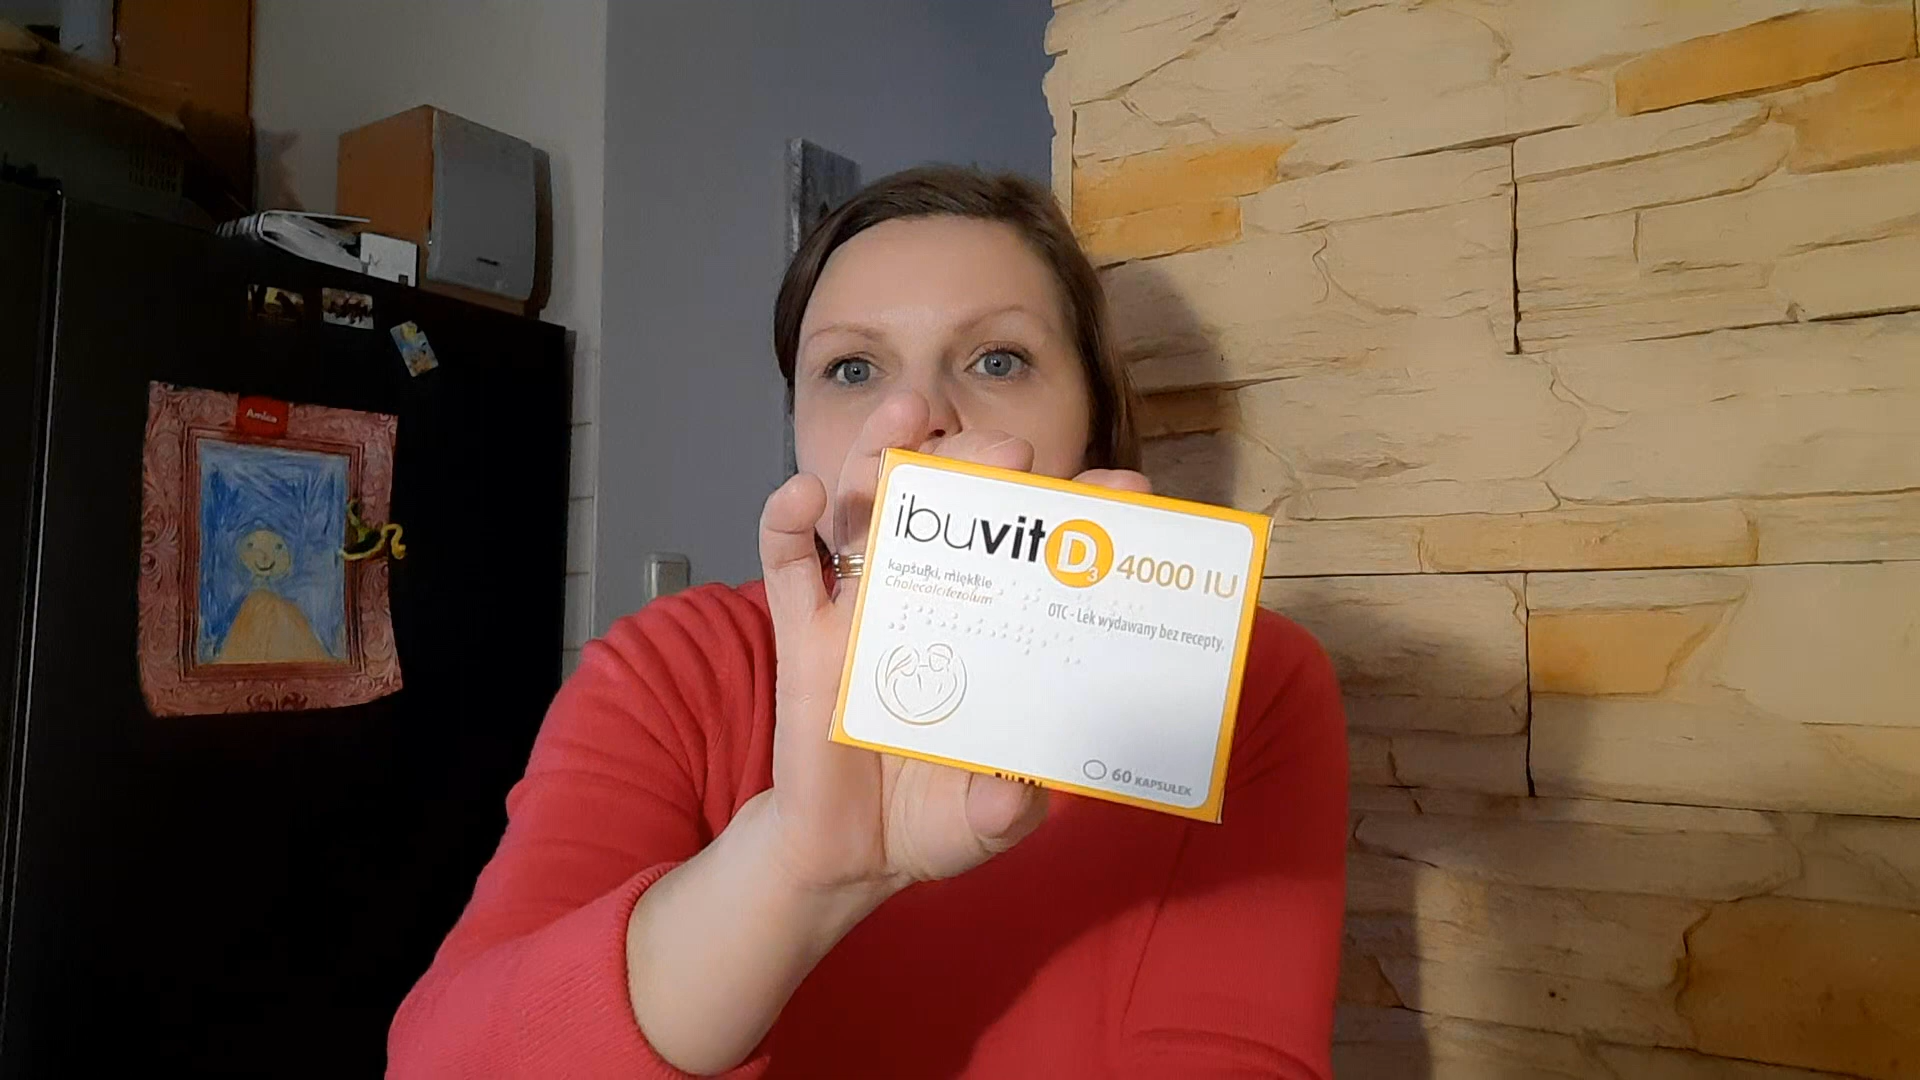 Amica
ibuvit D3 4000 IU
kapsułki, miękkie
Cholecalciferolum
OTC - Lek wydawany bez recepty.
60 KAPSUŁEK